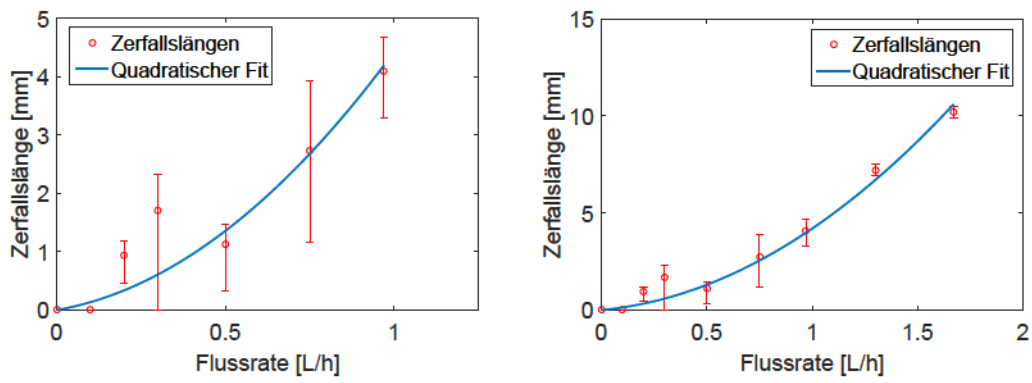 5
4
3
2
1
0
Zerfallslänge [mm]
Zerfallslängen
Quadratischer Fit
0
0.5
1
Flussrate [L/h]
15
10
5
0
Zerfallslänge [mm]
Zerfallslängen
Quadratischer Fit
0
0.5
1
1.5
2
Flussrate [L/h]